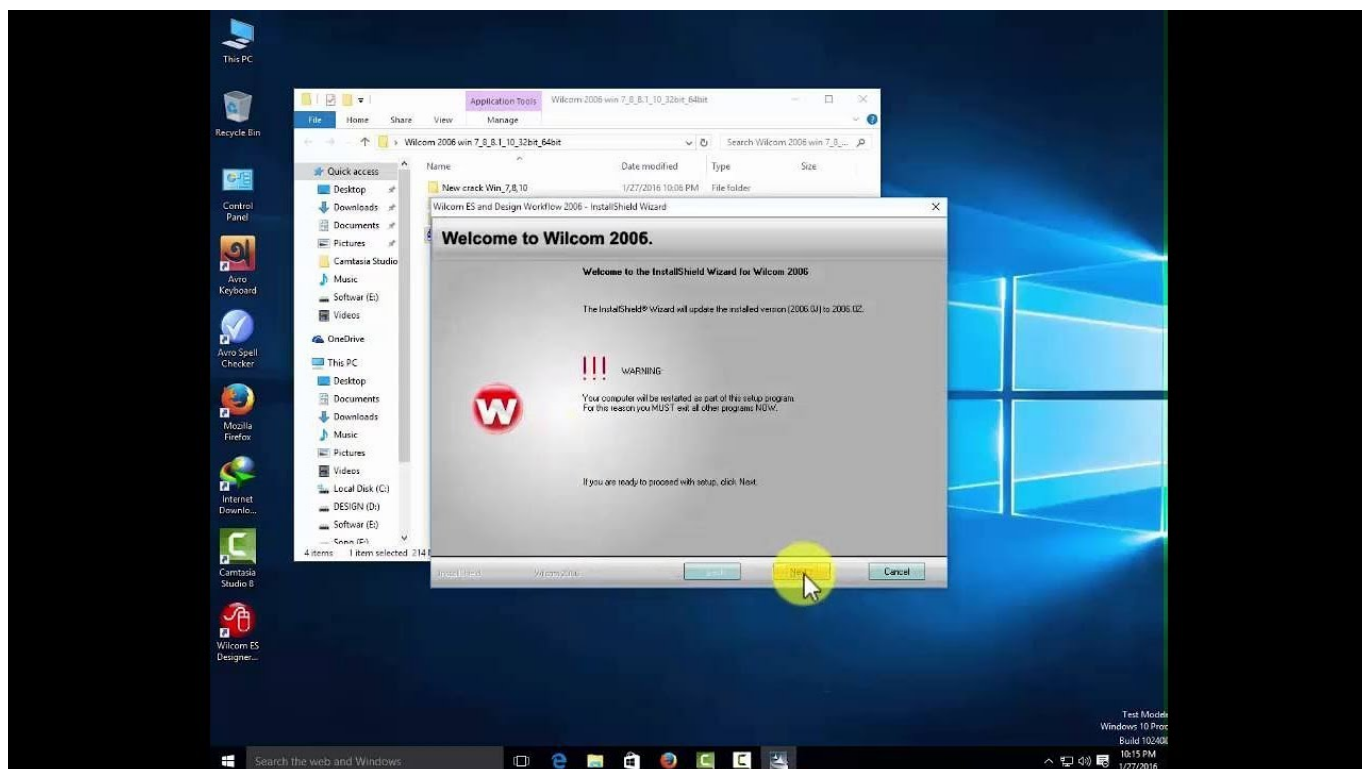 This PC
Recycle Bin
Control
Panel
Avro
Keyboard
Avro Spell
Checker
Mozilla
Firefox
Internet
Downlo...
Camtasia
Studio 8
Wilcom ES
Designer...
Application Tools
Wilcom 2006 win 7_8_8.1_10_32bit_64bit
File Home Share View Manage
Wilcom 2006 win 7_8_8.1_10_32bit_64bit
Search Wilcom 2006 win 7_8_...
Name Date modified Type Size
New crack Win_7,8,10 1/27/2016 10:06 PM File folder
Quick access
Desktop
Downloads
Documents
Pictures
Camtasia Studio
Music
Softwar (E:)
Videos
OneDrive
This PC
Desktop
Documents
Downloads
Music
Pictures
Videos
Local Disk (C:)
DESIGN (D:)
Softwar (E:)
4 items 1 item selected 214
Wilcom ES and Design Workflow 2006 - InstallShield Wizard
Welcome to Wilcom 2006.
Welcome to the InstallShield Wizard for Wilcom 2006
The InstallShield® Wizard will update the installed version (2006.0J) to 2006.0Z.
!!! WARNING:
Your computer will be restarted as part of this setup program.
For this reason you MUST exit all other programs NOW.
If you are ready to proceed with setup, click Next.
InstallShield Wilcom 2006
Next >
Cancel
W
Test Mode
Windows 10 Pro
Build 10240
Search the web and Windows
10:15 PM
1/27/2016